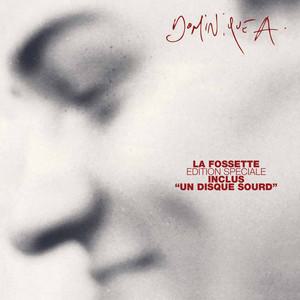 DOMINIQUE A.
LA FOSSETTE
EDITION SPECIALE
INCLUS
“UN DISQUE SOURD”